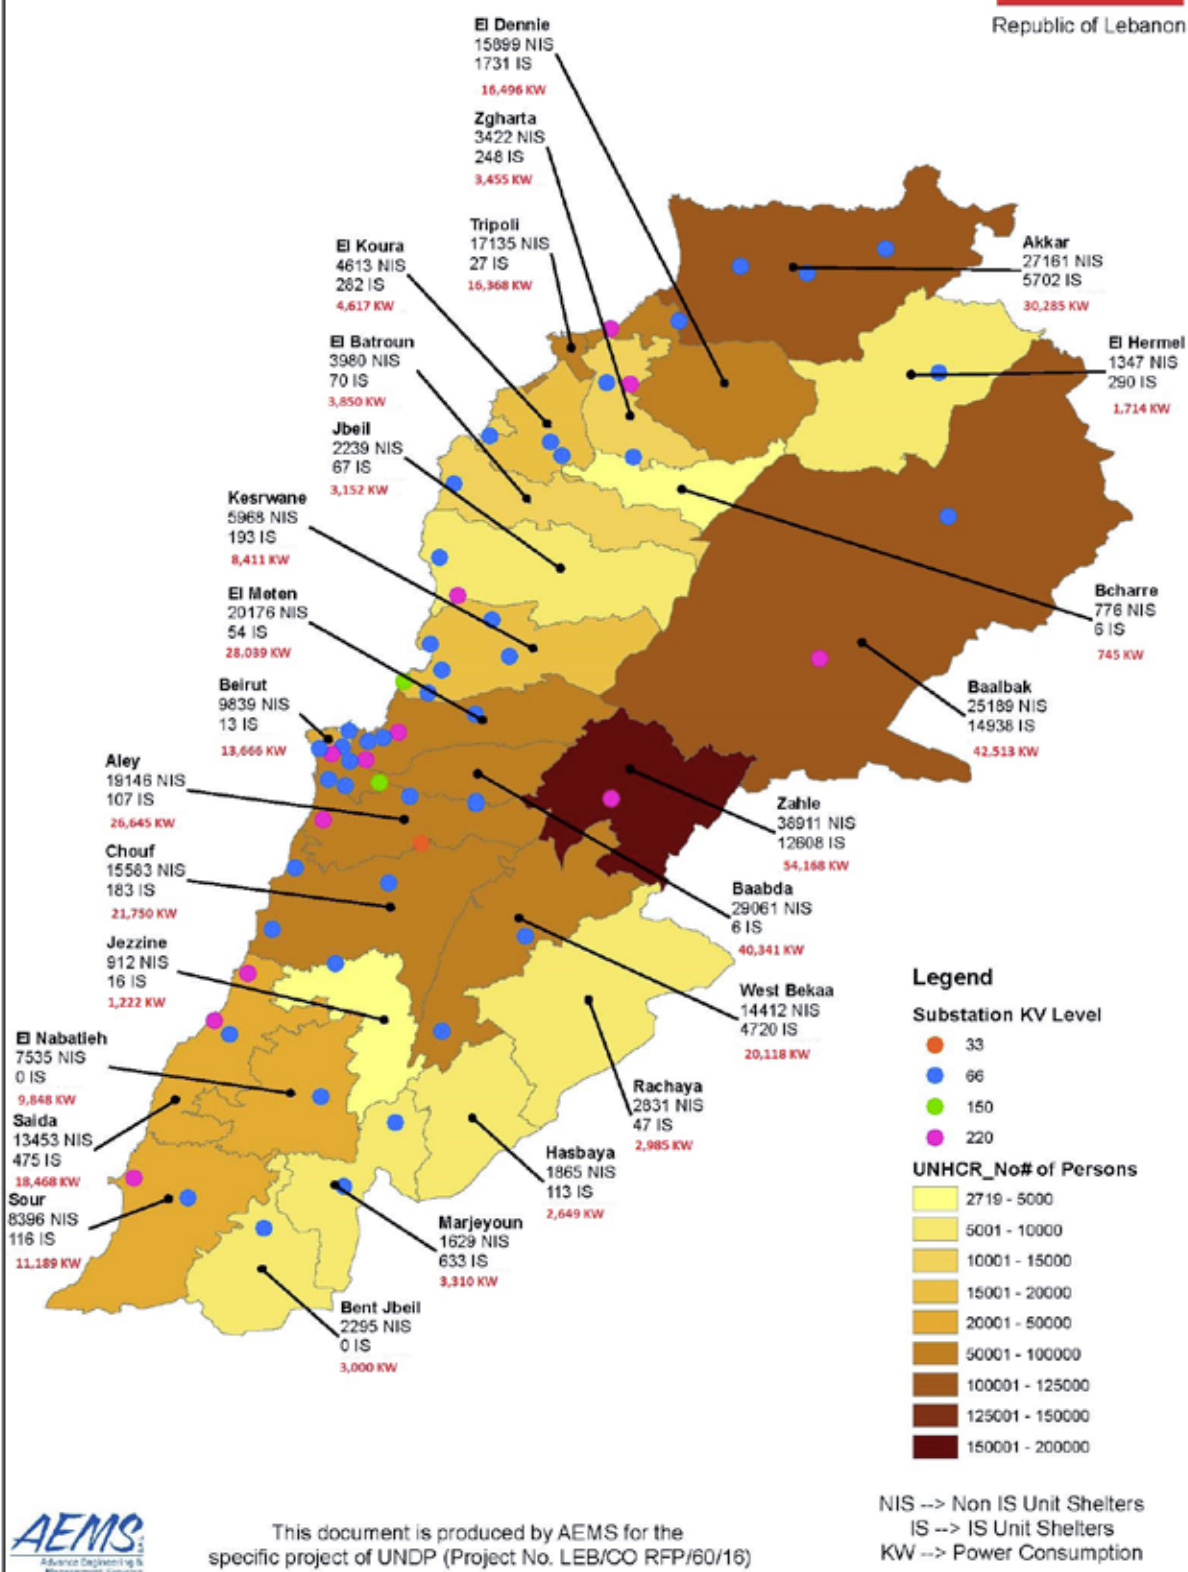 Republic of Lebanon
El Dennie
15899 NIS
1731 IS
16,496 KW
Zgharta
3422 NIS
248 IS
3,455 KW
Tripoli
17135 NIS
27 IS
16,368 KW
El Koura
4613 NIS
282 IS
4,617 KW
Akkar
27161 NIS
5702 IS
30,285 KW
El Batroun
3980 NIS
70 IS
3,850 KW
El Hermel
1347 NIS
290 IS
1,714 KW
Jbeil
2239 NIS
67 IS
3,152 KW
Kesrwane
5968 NIS
193 IS
8,411 KW
El Meten
20176 NIS
54 IS
28.039 KW
Bcharre
776 NIS
6 IS
745 KW
Beirut
9839 NIS
13 IS
13,666 KW
Baalbak
25189 NIS
14938 IS
42,513 KW
Aley
19146 NIS
107 IS
26,645 KW
Zahle
38911 NIS
12608 IS
54,168 KW
Chouf
15583 NIS
183 IS
21,750 KW
Baabda
29061 NIS
6 IS
40,341 KW
Jezzine
912 NIS
16 IS
1,222 KW
West Bekaa
14412 NIS
4720 IS
20,118 KW
El Nabatieh
7535 NIS
0 IS
9,848 KW
Rachaya
2831 NIS
47 IS
2,985 KW
Saida
13453 NIS
475 IS
18,468 KW
Hasbaya
1865 NIS
113 IS
2,649 KW
Sour
8396 NIS
116 IS
11,189 KW
Marjeyoun
1629 NIS
633 IS
3,310 KW
Bent Jbeil
2295 NIS
0 IS
3,000 KW
Legend
Substation KV Level
33
66
150
220
UNHCR_No# of Persons
2719 - 5000
5001 - 10000
10001 - 15000
15001 - 20000
20001 - 50000
50001 - 100000
100001 - 125000
125001 - 150000
150001 - 200000
NIS --> Non IS Unit Shelters
IS --> IS Unit Shelters
KW --> Power Consumption
AEMS
Advance Engineering &
This document is produced by AEMS for the
specific project of UNDP (Project No. LEB/CO RFP/60/16)